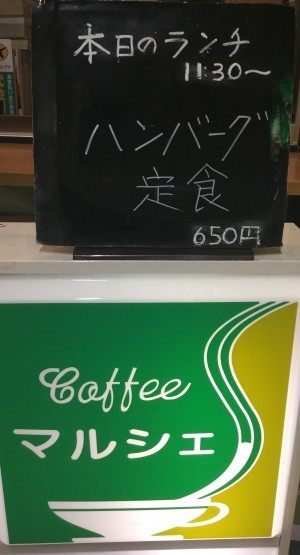 本日のランチ
11:30～
ハンバーグ
定食
650円
Coffee
マルシェ